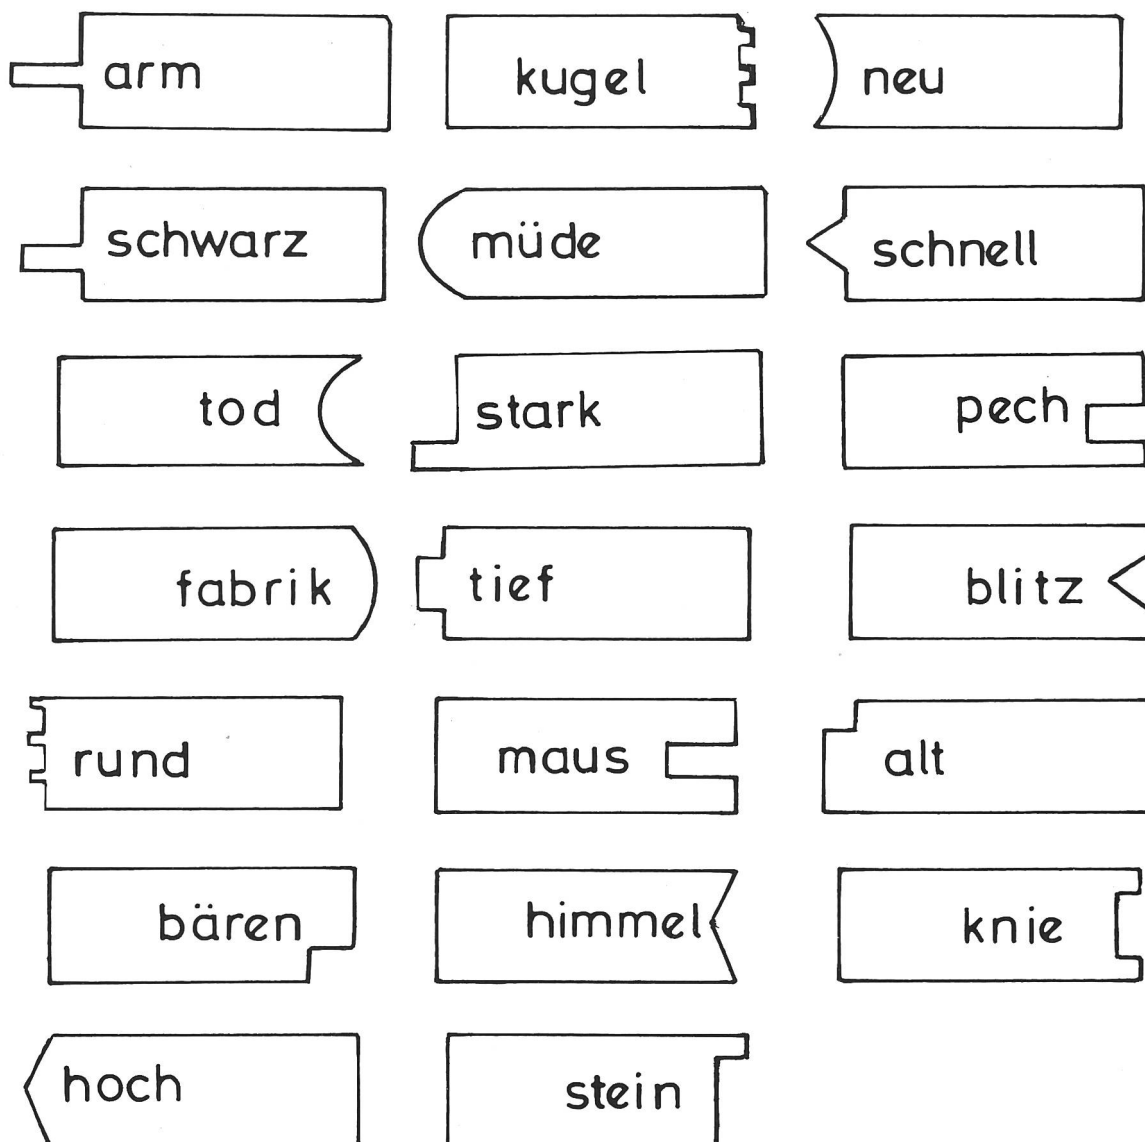 arm kugel neu
schwarz müde schnell
tod stark pech
fabrik tief blitz
rund maus alt
bären himmel knie
hoch stein